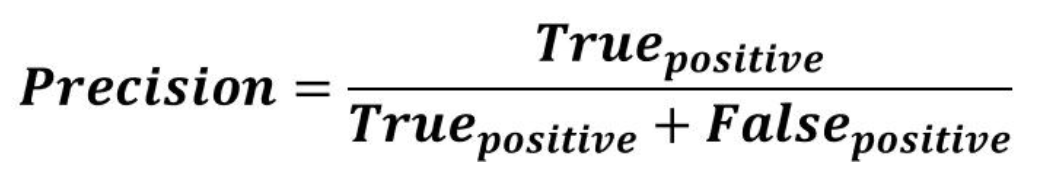 Precision = True_positive / True_positive + False_positive